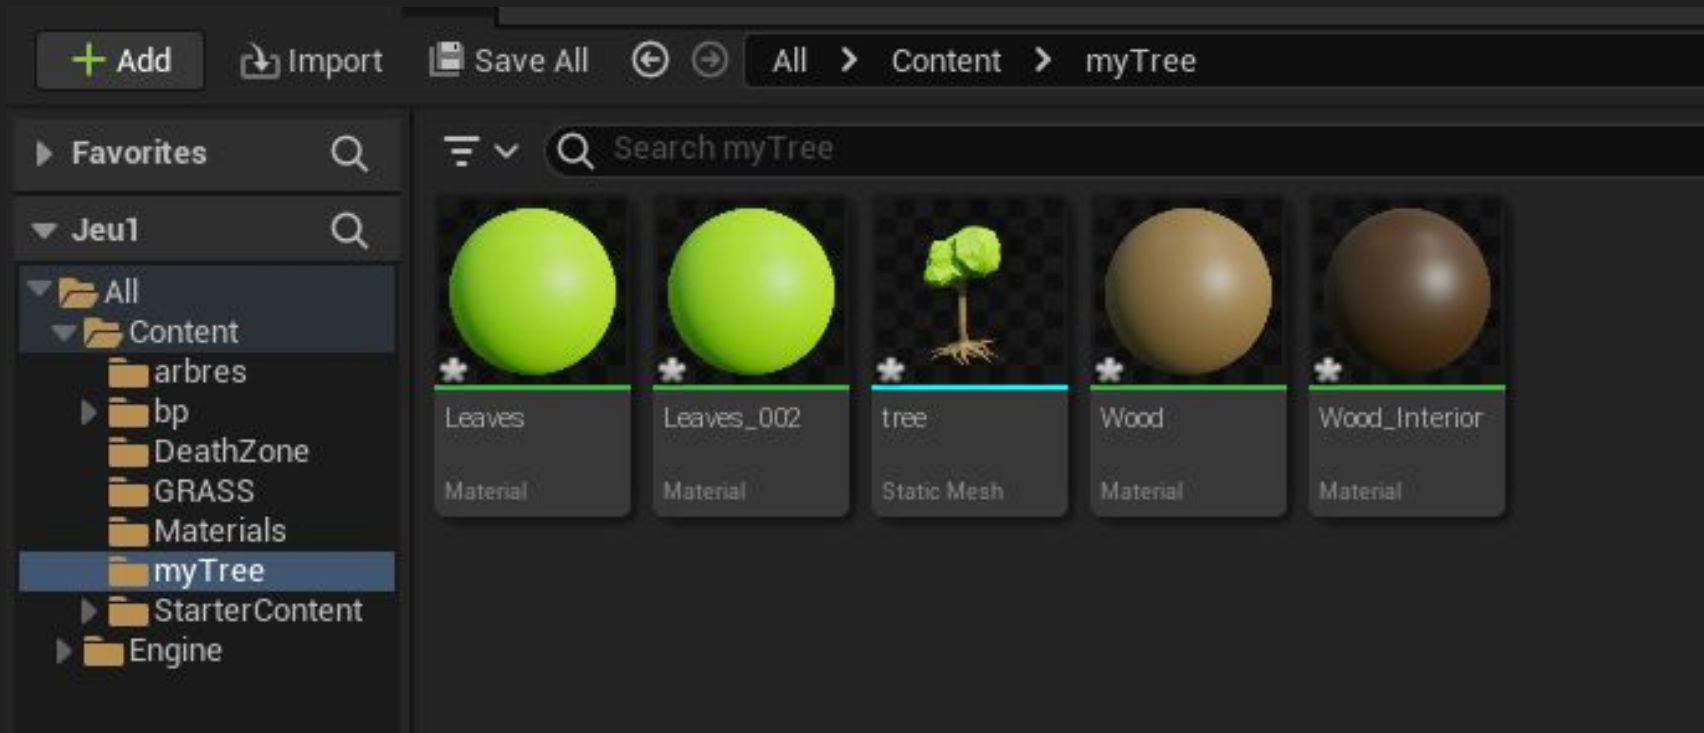 Add Import Save All All > Content > myTree
Favorites
Search myTree
Jeu1
All
Content
arbres
bp
DeathZone
GRASS
Materials
myTree
StarterContent
Engine
Leaves Leaves_002 tree Wood Wood_Interior
Material Material Static Mesh Material Material